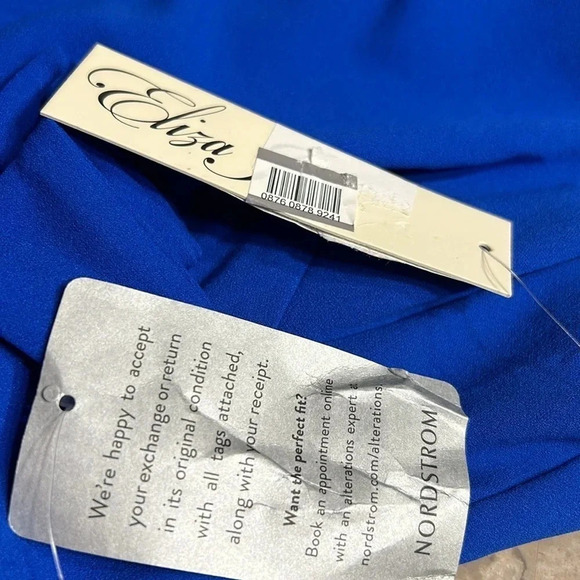 Eliza
0876 0878 9241
We're happy to accept
your exchange or return
in its original condition
with all tags attached,
along with your receipt.
Want the perfect fit?
Book an appointment online
with an alterations expert
nordstrom.com/alterations
NORDSTROM